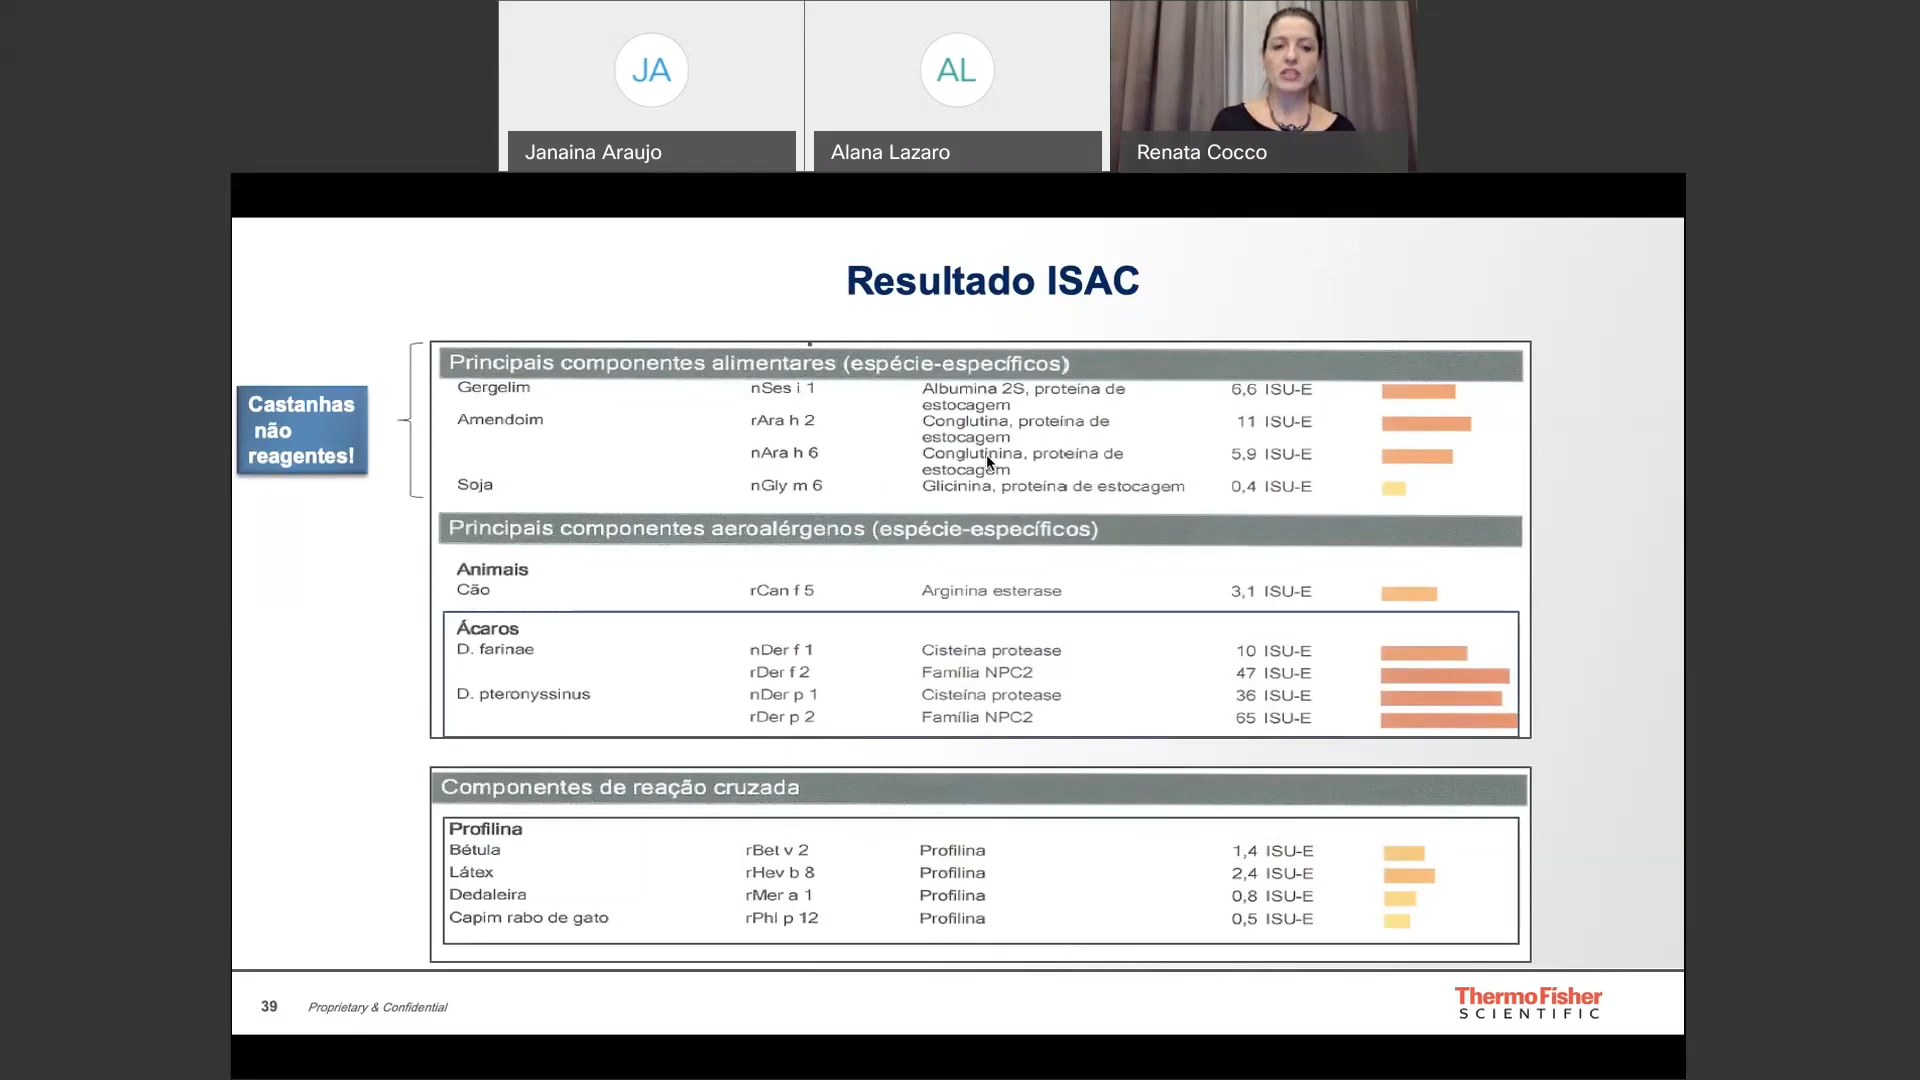 JA
AL
Janaina Araujo
Alana Lazaro
Renata Cocco
Resultado ISAC
Castanhas
não
reagentes!
Principais componentes alimentares (espécie-específicos)
Gergelim nSes i 1 Albumina 2S, proteína de estocagem 6,6 ISU-E
Amendoim rAra h 2 Conglutina, proteína de estocagem 11 ISU-E
nAra h 6 Conglutinina, proteína de estocagem 5,9 ISU-E
Soja nGly m 6 Glicinina, proteína de estocagem 0,4 ISU-E
Principais componentes aeroalérgenos (espécie-específicos)
Animais
Cão rCan f 5 Arginina esterase 3,1 ISU-E
Ácaros
D. farinae nDer f 1 Cisteína protease 10 ISU-E
rDer f 2 Família NPC2 47 ISU-E
D. pteronyssinus nDer p 1 Cisteína protease 36 ISU-E
rDer p 2 Família NPC2 65 ISU-E
Componentes de reação cruzada
Profilina
Bétula rBet v 2 Profilina 1,4 ISU-E
Látex rHev b 8 Profilina 2,4 ISU-E
Dedaleira rMer a 1 Profilina 0,8 ISU-E
Capim rabo de gato rPhl p 12 Profilina 0,5 ISU-E
39 Proprietary & Confidential
ThermoFisher
SCIENTIFIC